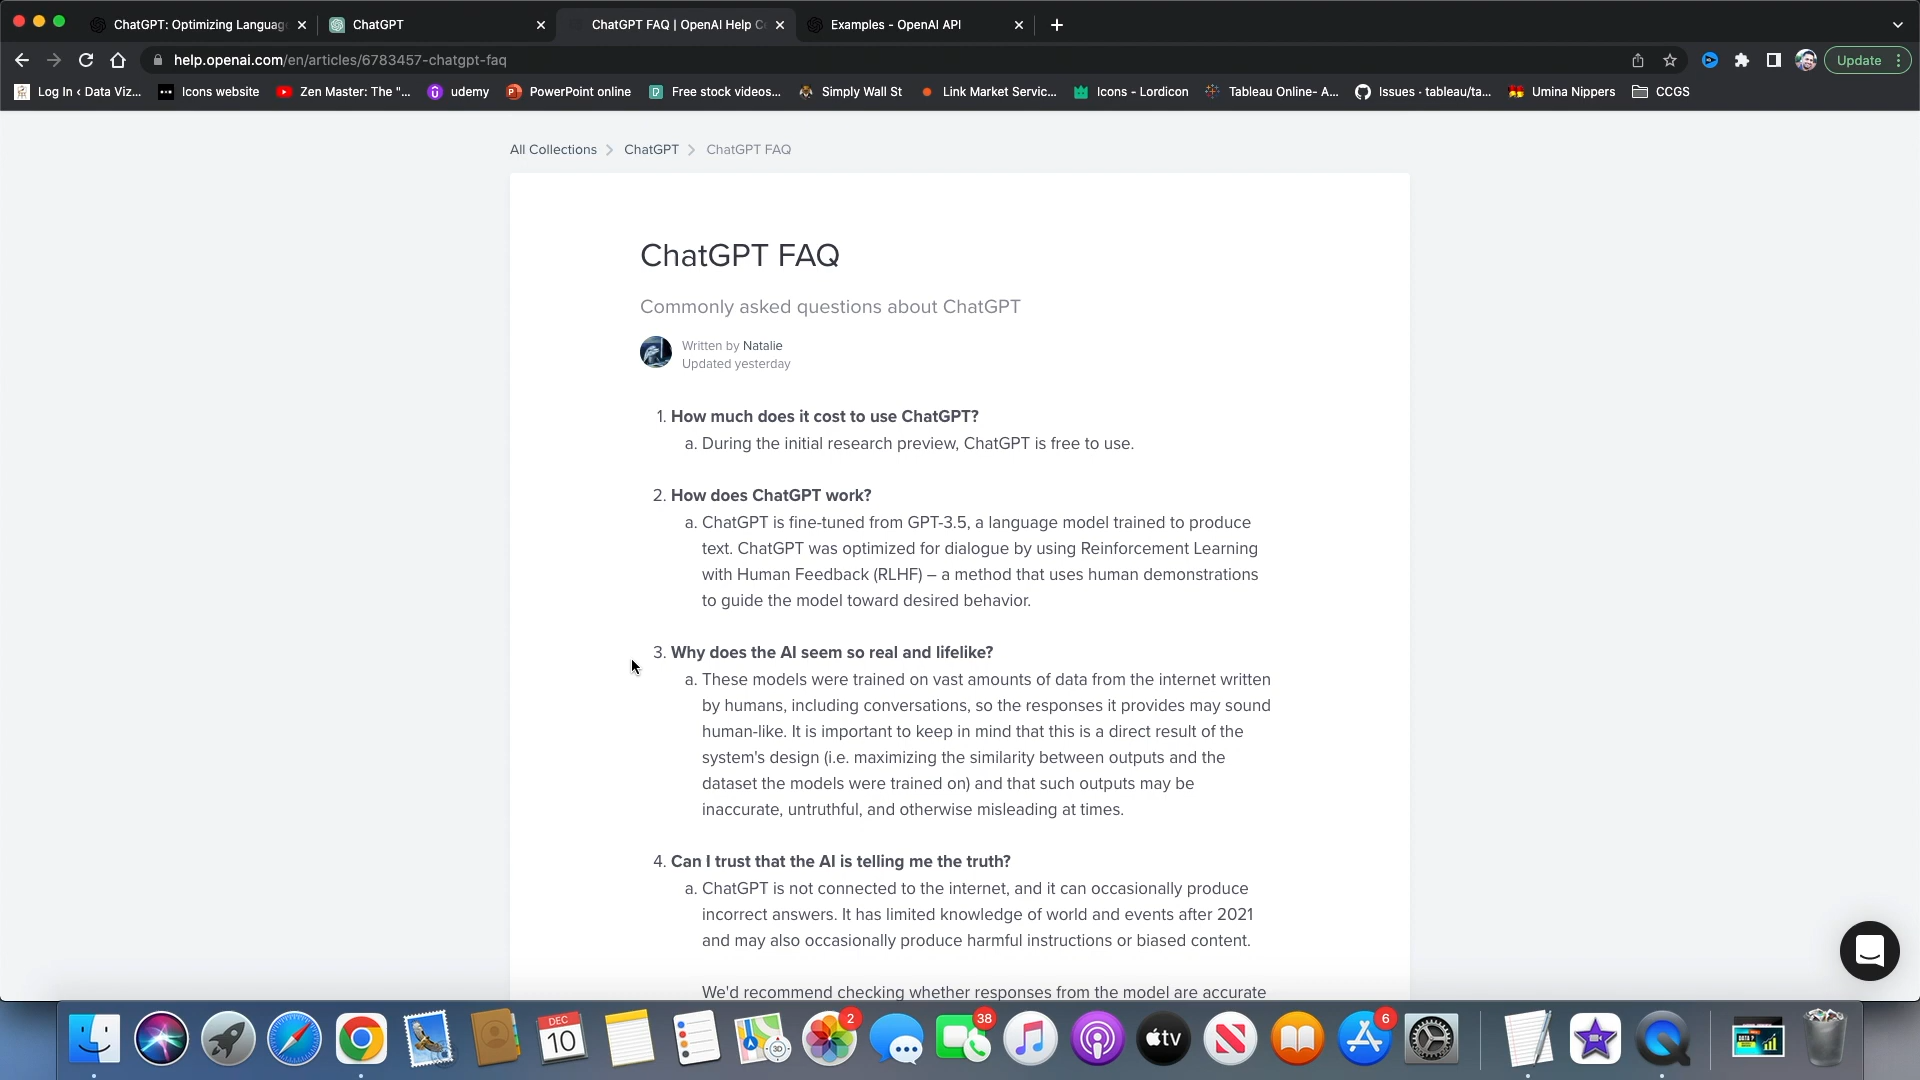 ChatGPT: Optimizing Languag
ChatGPT
ChatGPT FAQ | OpenAI Help C
Examples - OpenAI API
help.openai.com/en/articles/6783457-chatgpt-faq
Update
Log In ‹ Data Viz...
Icons website
Zen Master: The "...
udemy
PowerPoint online
Free stock videos...
Simply Wall St
Link Market Servic...
Icons - Lordicon
Tableau Online- A...
Issues · tableau/ta...
Umina Nippers
CCGS
All Collections
ChatGPT
ChatGPT FAQ
ChatGPT FAQ
Commonly asked questions about ChatGPT
Written by Natalie
Updated yesterday
1. How much does it cost to use ChatGPT?
a. During the initial research preview, ChatGPT is free to use.
2. How does ChatGPT work?
a. ChatGPT is fine-tuned from GPT-3.5, a language model trained to produce
text. ChatGPT was optimized for dialogue by using Reinforcement Learning
with Human Feedback (RLHF) – a method that uses human demonstrations
to guide the model toward desired behavior.
3. Why does the AI seem so real and lifelike?
a. These models were trained on vast amounts of data from the internet written
by humans, including conversations, so the responses it provides may sound
human-like. It is important to keep in mind that this is a direct result of the
system's design (i.e. maximizing the similarity between outputs and the
dataset the models were trained on) and that such outputs may be
inaccurate, untruthful, and otherwise misleading at times.
4. Can I trust that the AI is telling me the truth?
a. ChatGPT is not connected to the internet, and it can occasionally produce
incorrect answers. It has limited knowledge of world and events after 2021
and may also occasionally produce harmful instructions or biased content.
We'd recommend checking whether responses from the model are accurate
DEC
10
3D
2
38
tv
6